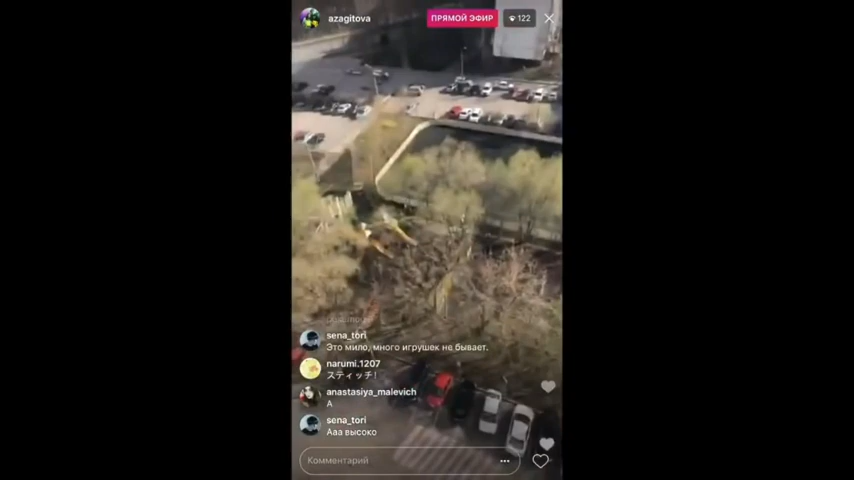 azagitova
ПРЯМОЙ ЭФИР
122
sena_tori
Это мило, много игрушек не бывает.
narumi.1207
スティッチ!
anastasiya_malevich
А
sena_tori
Ааа высоко
Комментарий